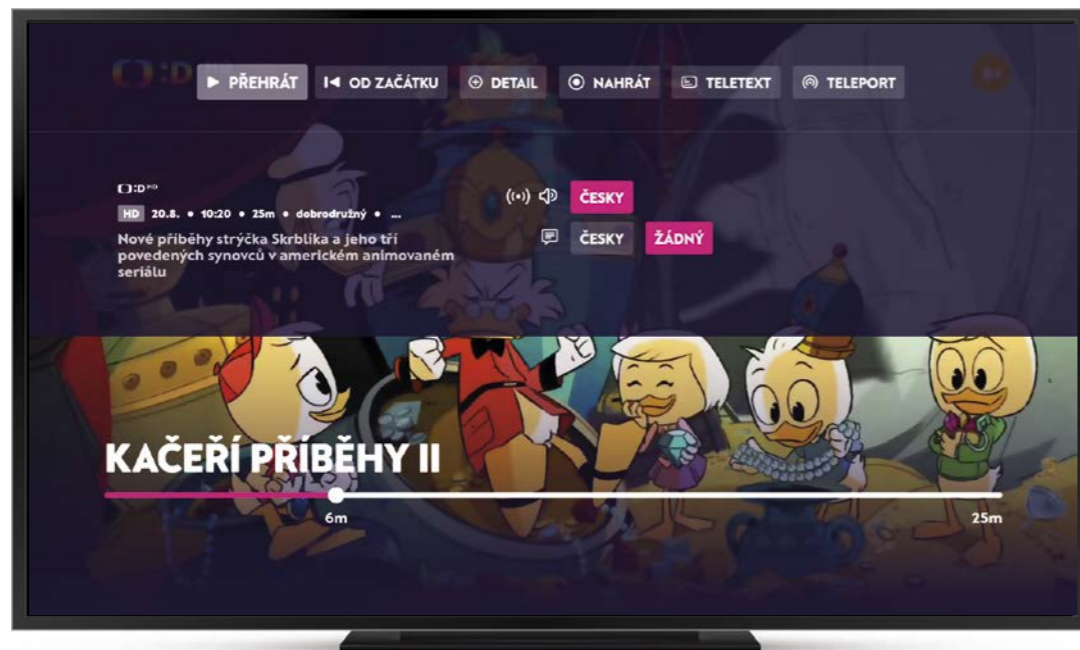 :D
PŘEHRÁT OD ZAČÁTKU DETAIL NAHRÁT TELETEXT TELEPORT
:D HD
HD 20.8. • 10:20 • 25m • dobrodružný • ...
Nové příběhy strýčka Skrblíka a jeho tří
povedených synovců v americkém animovaném
seriálu
ČESKY
ČESKY ŽÁDNÝ
KAČEŘÍ PŘÍBĚHY II
6m 25m